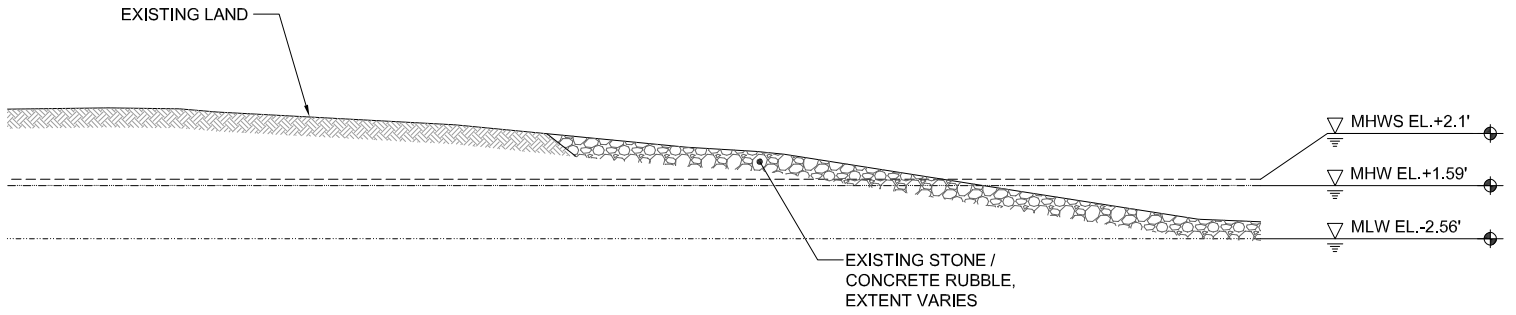 EXISTING LAND
MHWS EL.+2.1'
MHW EL.+1.59'
MLW EL.-2.56'
EXISTING STONE /
CONCRETE RUBBLE,
EXTENT VARIES